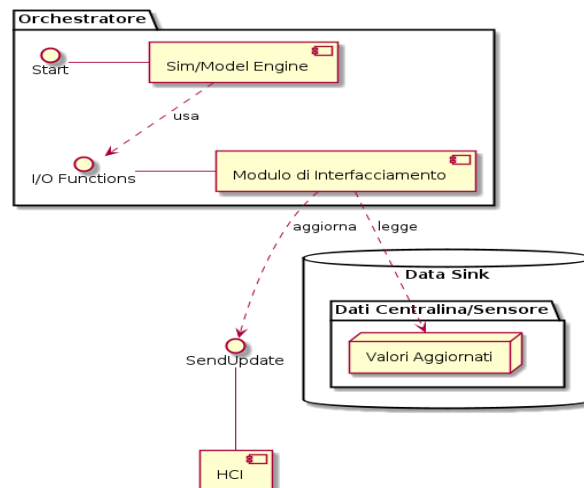 Orchestratore
Start
Sim/Model Engine
usa
I/O Functions
Modulo di Interfacciamento
aggiorna
legge
Data Sink
Dati Centralina/Sensore
Valori Aggiornati
SendUpdate
HCI